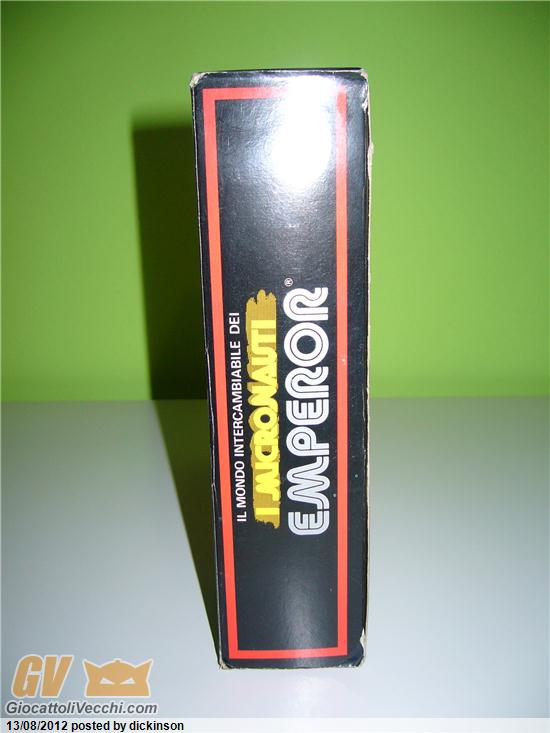 IL MONDO INTERCAMBIABILE DEI
I MICRONAUTI
EMPEROR®
GV
GiocattoliVecchi.com
13/08/2012 posted by dickinson